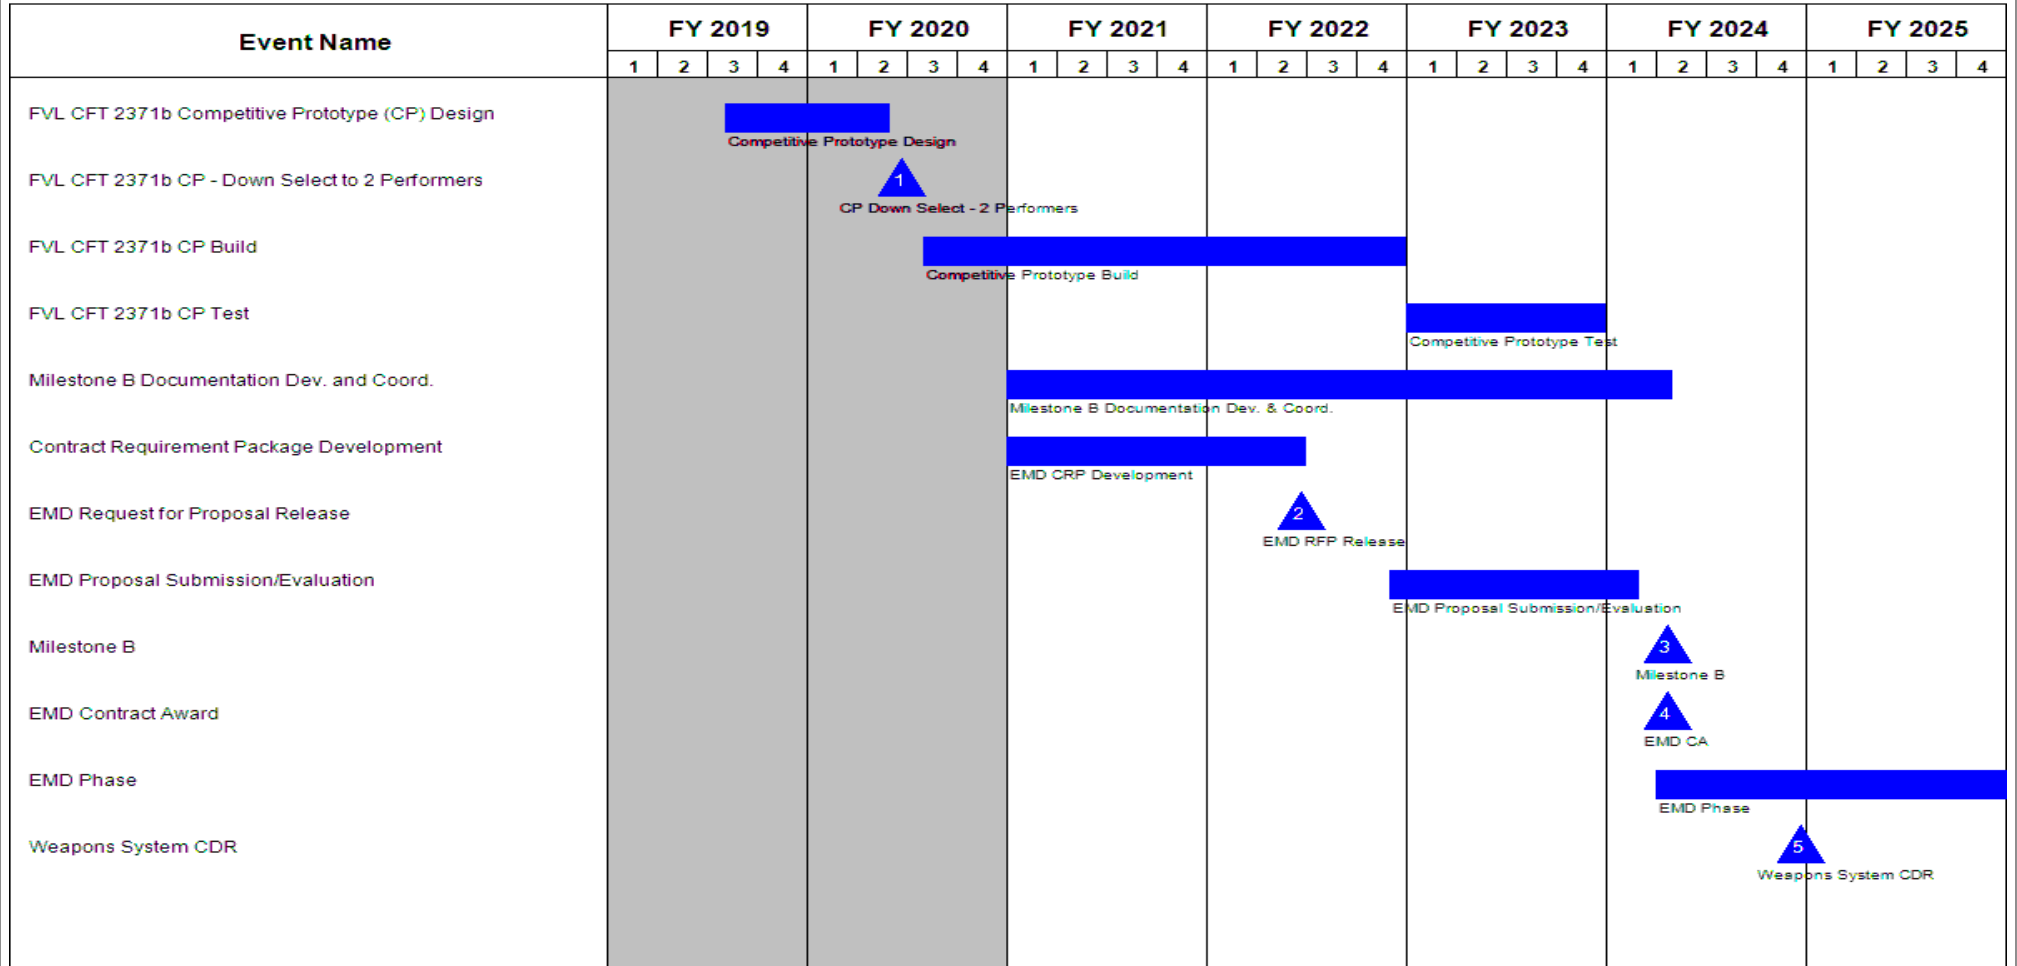 Event Name
FY 2019 FY 2020 FY 2021 FY 2022 FY 2023 FY 2024 FY 2025
1 2 3 4 1 2 3 4 1 2 3 4 1 2 3 4 1 2 3 4 1 2 3 4 1 2 3 4
FVL CFT 2371b Competitive Prototype (CP) Design
Competitive Prototype Design
FVL CFT 2371b CP - Down Select to 2 Performers
1
CP Down Select - 2 Performers
FVL CFT 2371b CP Build
Competitive Prototype Build
FVL CFT 2371b CP Test
Competitive Prototype Test
Milestone B Documentation Dev. and Coord.
Milestone B Documentation Dev. & Coord.
Contract Requirement Package Development
EMD CRP Development
EMD Request for Proposal Release
2
EMD RFP Release
EMD Proposal Submission/Evaluation
EMD Proposal Submission/Evaluation
Milestone B
3
Milestone B
EMD Contract Award
4
EMD CA
EMD Phase
EMD Phase
Weapons System CDR
5
Weapons System CDR